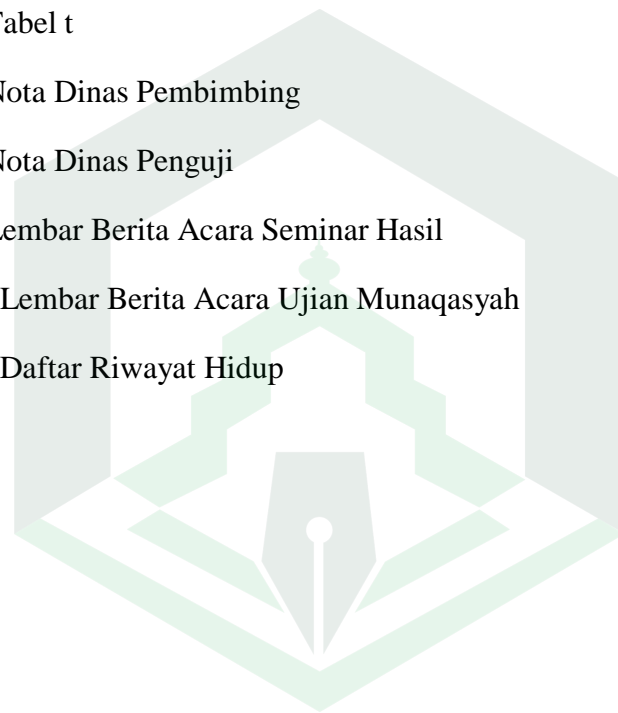 Tabel t
Nota Dinas Pembimbing
Nota Dinas Penguji
Lembar Berita Acara Seminar Hasil
Lembar Berita Acara Ujian Munaqasyah
Daftar Riwayat Hidup